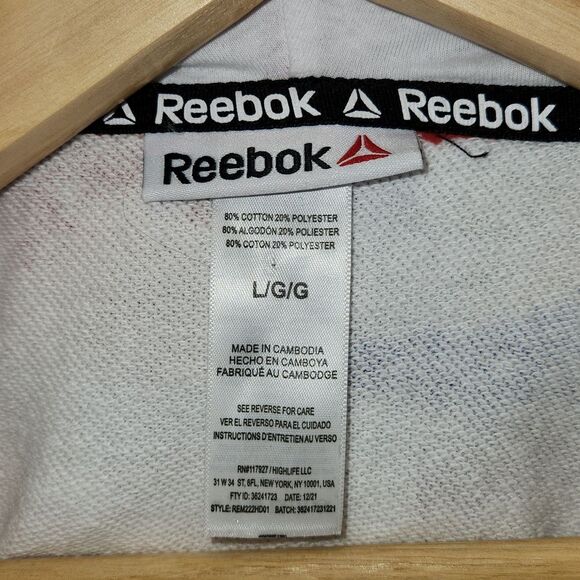 Reebok Reebok
Reebok
80% COTTON 20% POLYESTER
80% ALGODÓN 20% POLIESTER
80% COTON 20% POLYESTER
L/G/G
MADE IN CAMBODIA
HECHO EN CAMBOYA
FABRIQUÉ AU CAMBODGE
SEE REVERSE FOR CARE
VER EL REVERSO PARA EL CUIDADO
INSTRUCTIONS D'ENTRETIEN AU VERSO
RN#117927 / HIGHLIFE LLC
31 W 34 ST, 6FL, NEW YORK, NY 10001, USA
FTY ID: 36241723 DATE: 12/21
STYLE: REM222HD01 BATCH: 362417231221